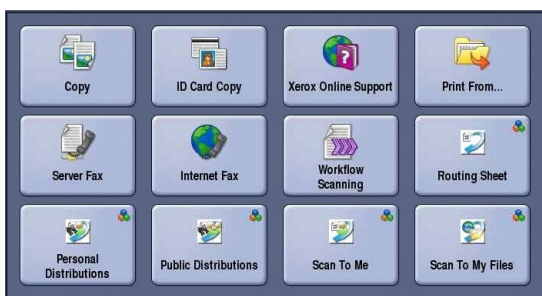 Copy
ID Card Copy
Xerox Online Support
Print From...
Server Fax
Internet Fax
Workflow
Scanning
Routing Sheet
Personal
Distributions
Public Distributions
Scan To Me
Scan To My Files